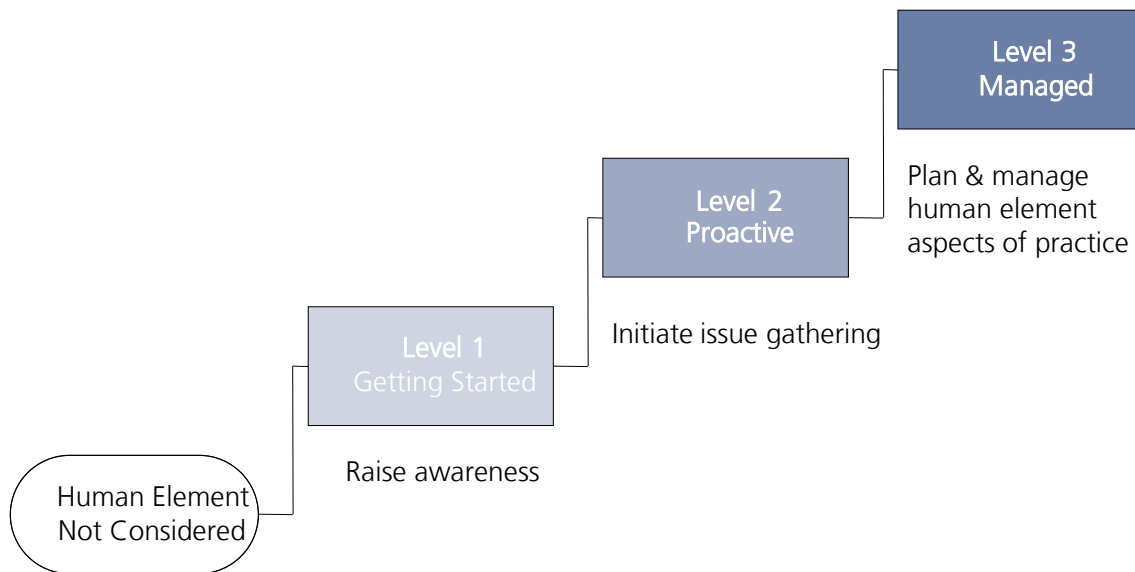 Level 3
Managed
Plan & manage
human element
aspects of practice
Level 2
Proactive
Initiate issue gathering
Level 1
Getting Started
Raise awareness
Human Element
Not Considered